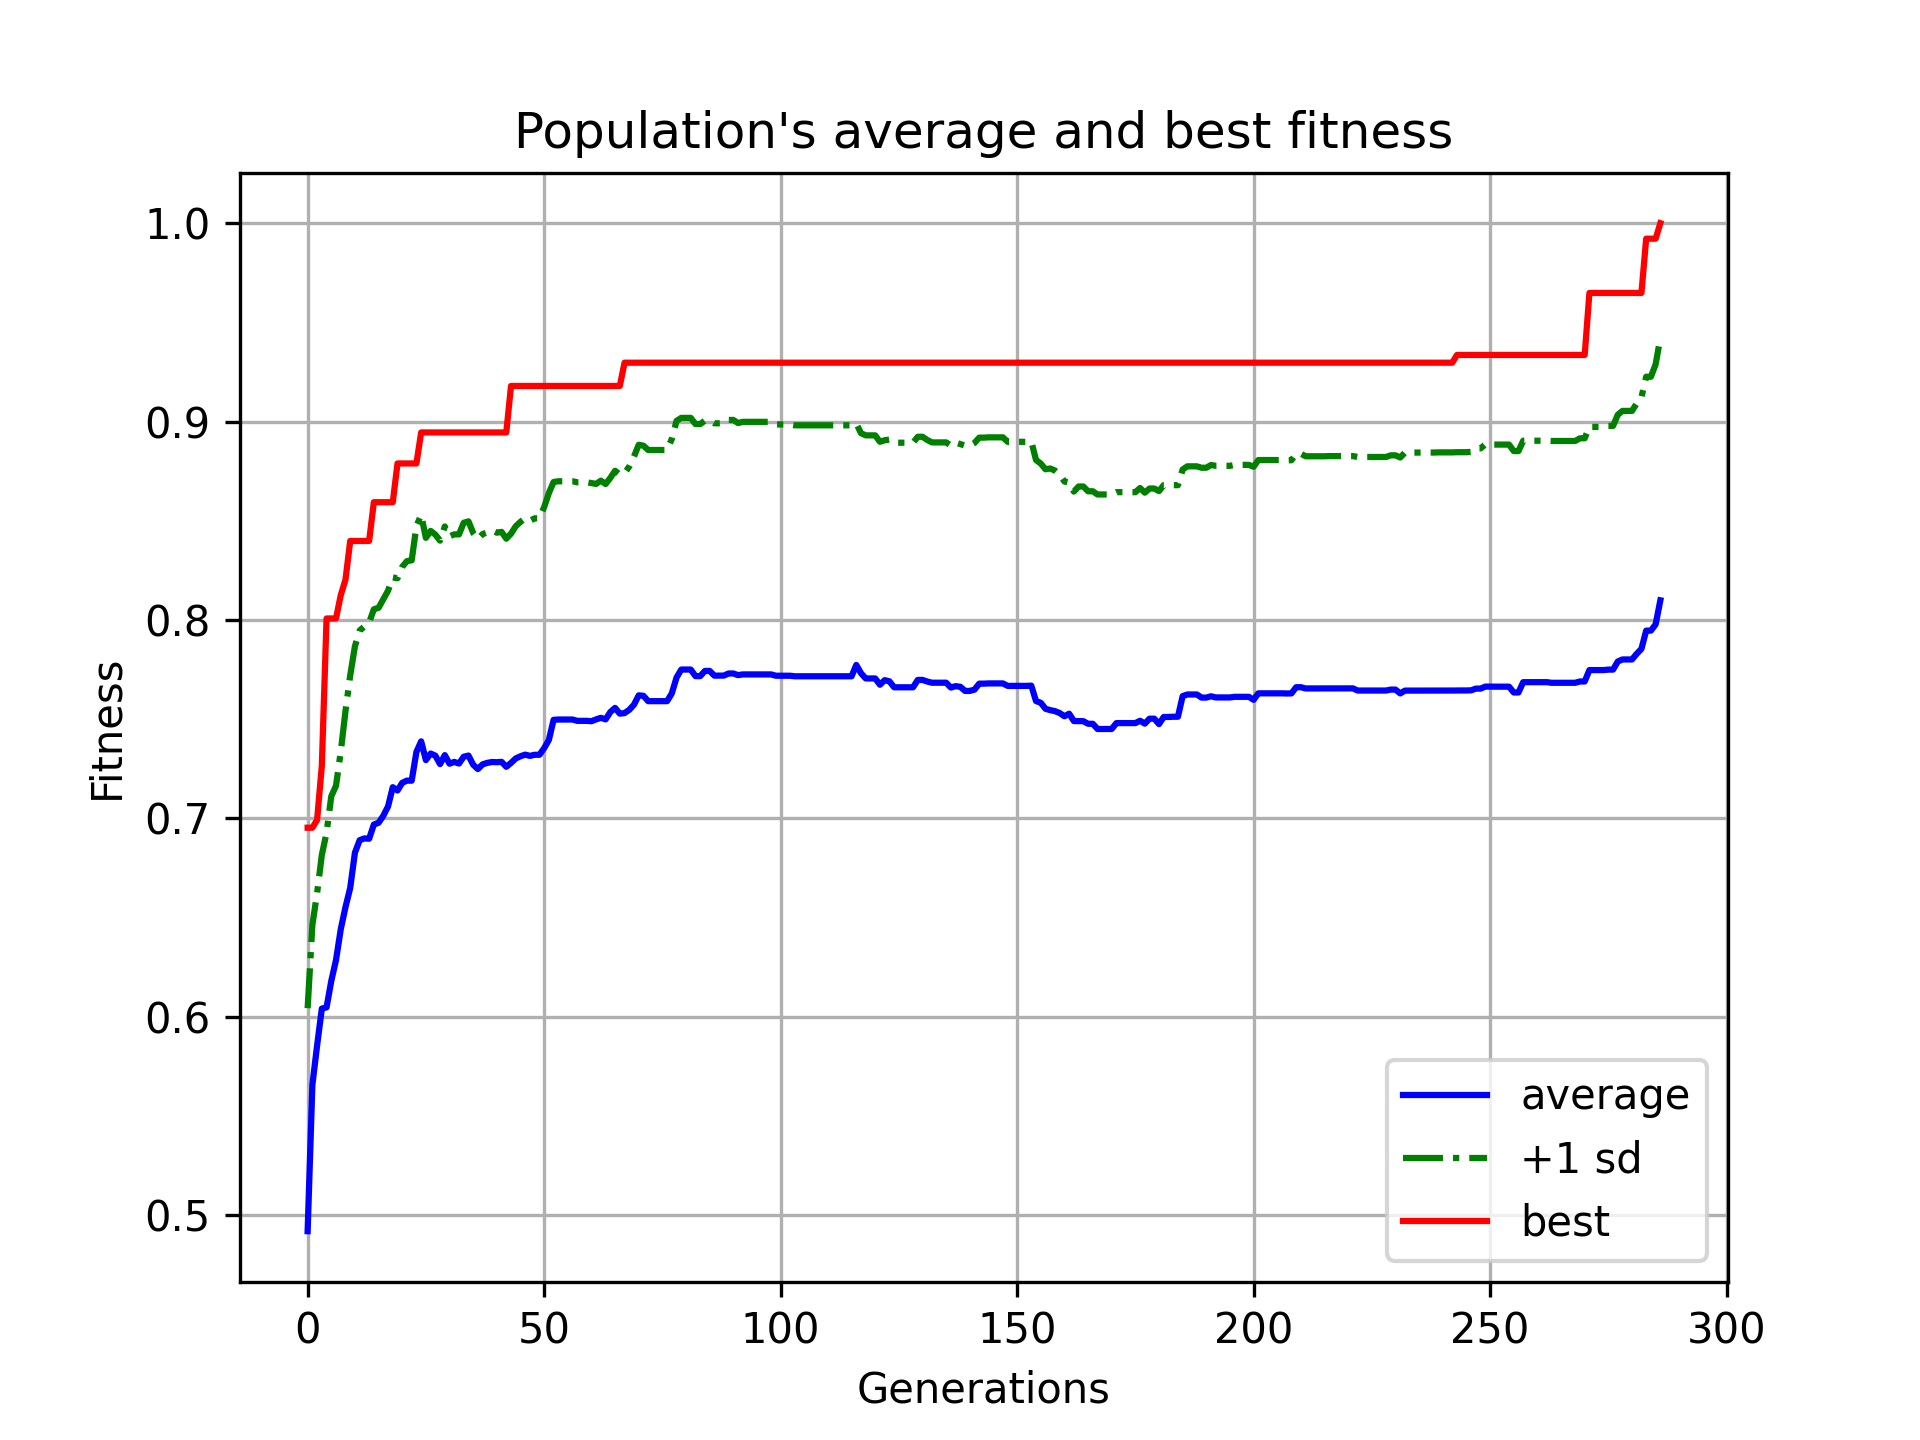 Population's average and best fitness
1.0
0.9
0.8
0.7
0.6
0.5
Fitness
average
+1 sd
best
0 50 100 150 200 250 300
Generations